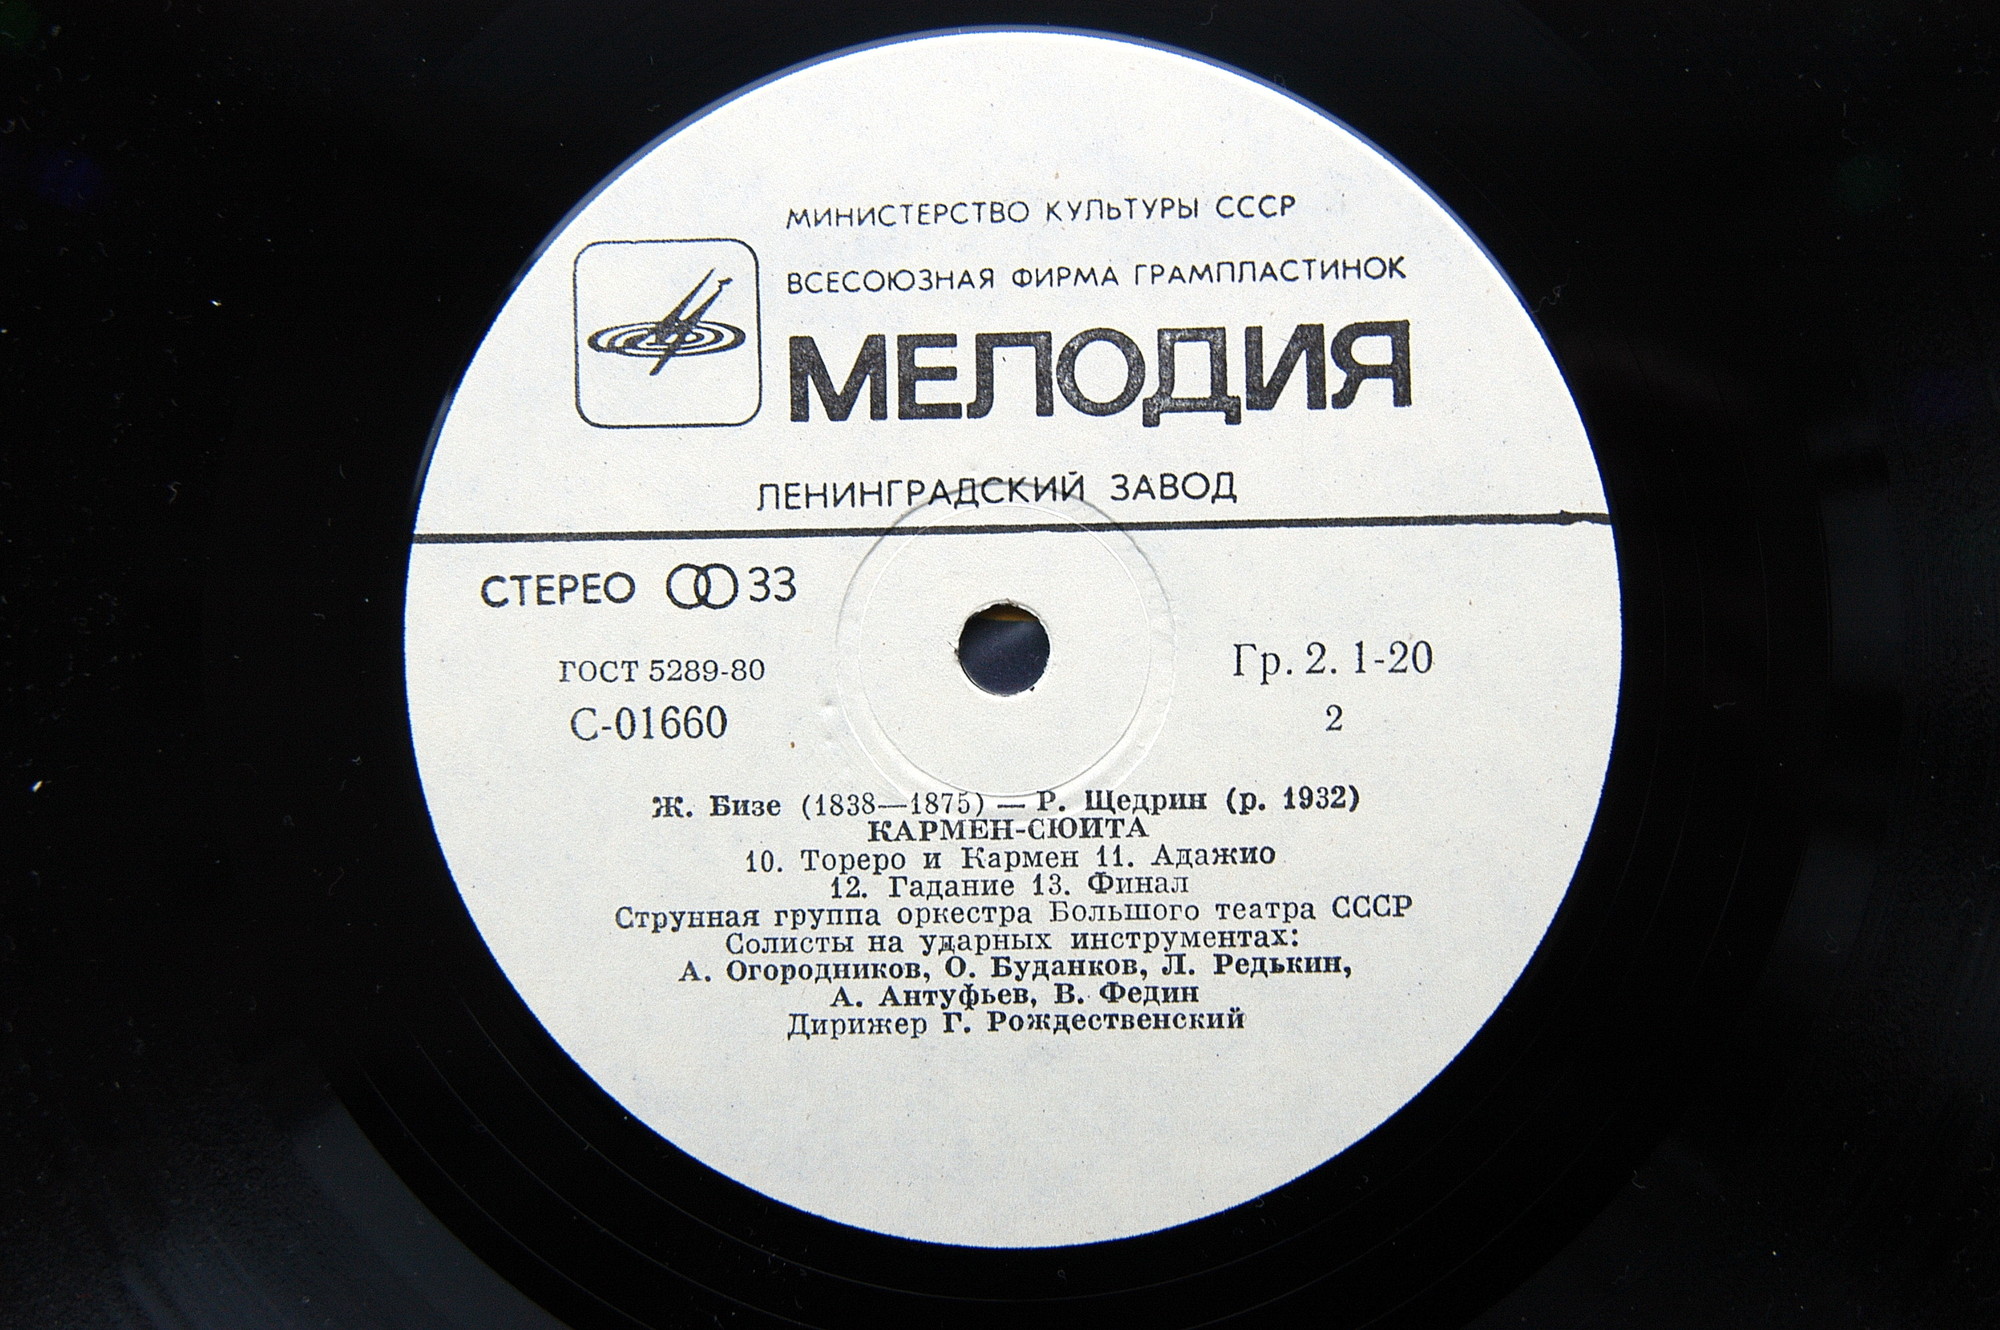 МИНИСТЕРСТВО КУЛЬТУРЫ СССР
ВСЕСОЮЗНАЯ ФИРМА ГРАМПЛАСТИНОК
МЕЛОДИЯ
ЛЕНИНГРАДСКИЙ ЗАВОД
СТЕРЕО 33
ГОСТ 5289-80
Гр. 2. 1-20
С-01660
2
Ж. Бизе (1838—1875) — Р. Щедрин (р. 1932)
КАРМЕН-СЮИТА
10. Тореро и Кармен 11. Адажио
12. Гадание 13. Финал
Струнная группа оркестра Большого театра СССР
Солисты на ударных инструментах:
А. Огородников, О. Буданков, Л. Редькин,
А. Антуфьев, В. Федин
Дирижер Г. Рождественский